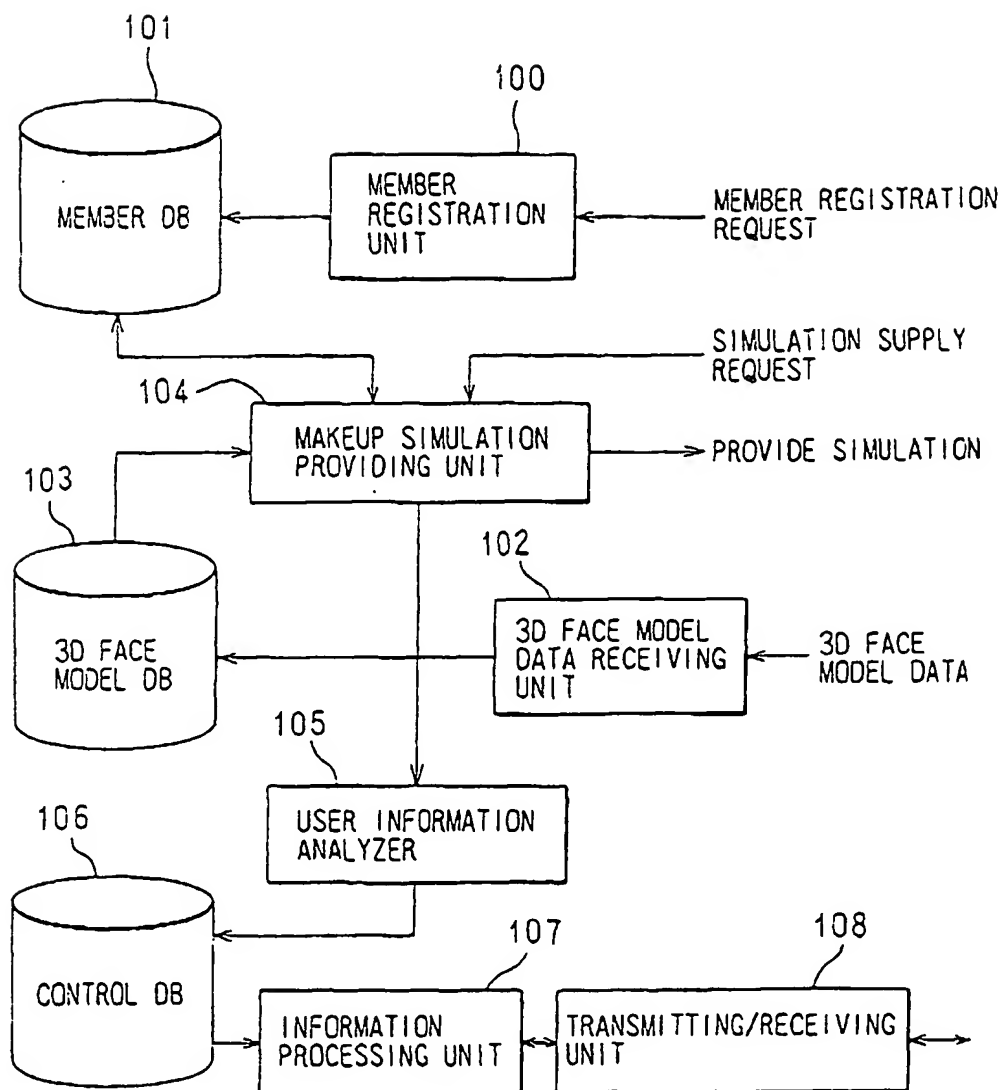 101
100
MEMBER DB
MEMBER
REGISTRATION
UNIT
MEMBER REGISTRATION
REQUEST
SIMULATION SUPPLY
REQUEST
104
MAKEUP SIMULATION
PROVIDING UNIT
PROVIDE SIMULATION
103
102
3D FACE
MODEL DB
3D FACE MODEL
DATA RECEIVING
UNIT
3D FACE
MODEL DATA
105
USER INFORMATION
ANALYZER
106
107
108
CONTROL DB
INFORMATION
PROCESSING UNIT
TRANSMITTING/RECEIVING
UNIT